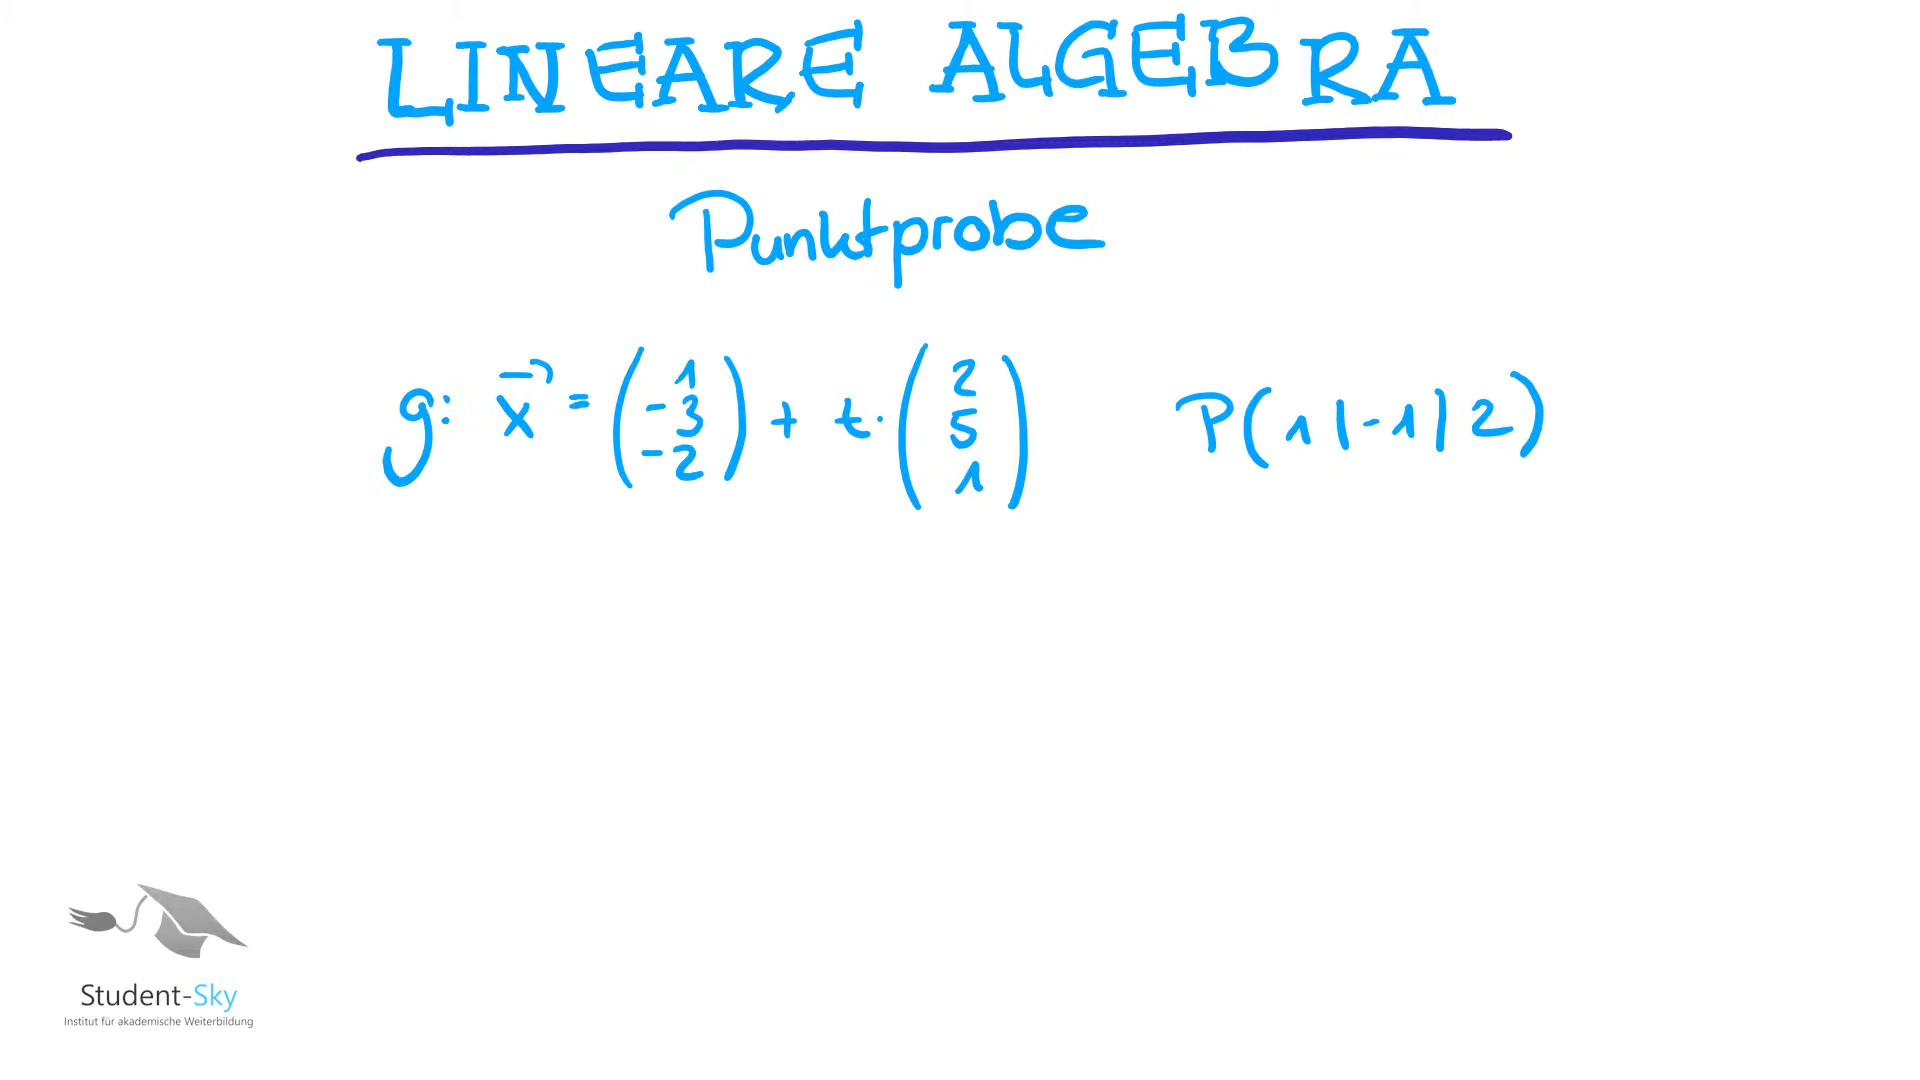 LINEARE ALGEBRA
Punktprobe
g: x⃗ = (1 -3 -2) + t · (2 5 1) P(1|-1|2)
Student-Sky
Institut für akademische Weiterbildung